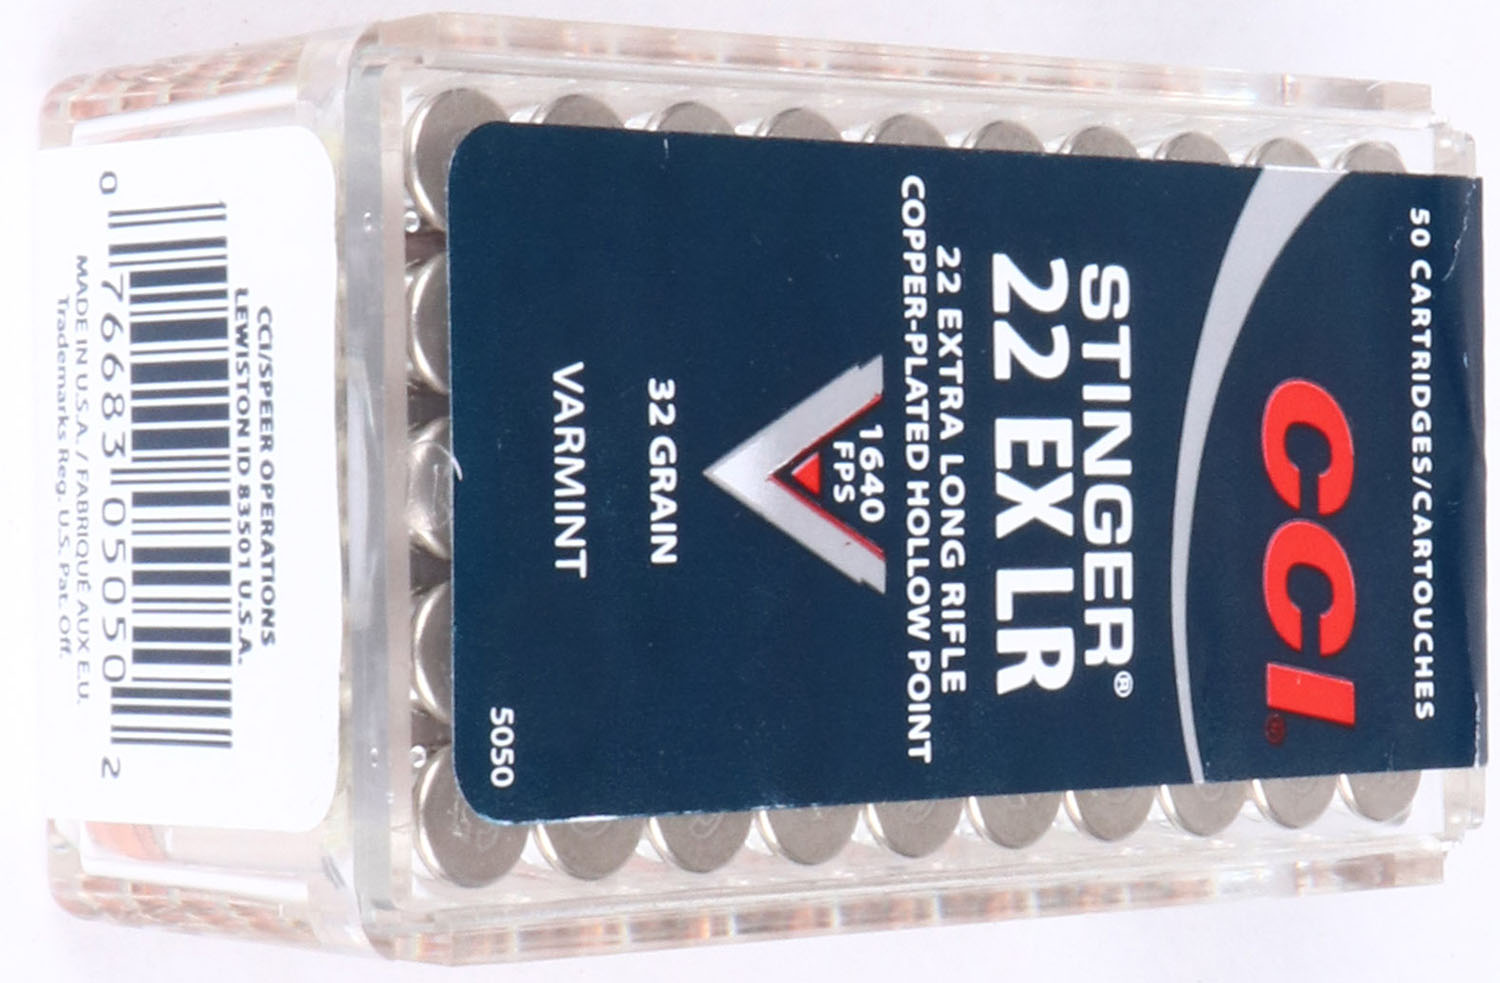 50 CARTRIDGES/CARTOUCHES
CCI®
STINGER®
22 EX LR
22 EXTRA LONG RIFLE
COPPER-PLATED HOLLOW POINT
1640
FPS
32 GRAIN
VARMINT
5050
CCI/SPEER OPERATIONS
LEWISTON ID 83501 U.S.A.
0 76683 05050 2
MADE IN U.S.A. / FABRIQUÉ AUX E.U.
Trademarks Reg. U.S. Pat. Off.